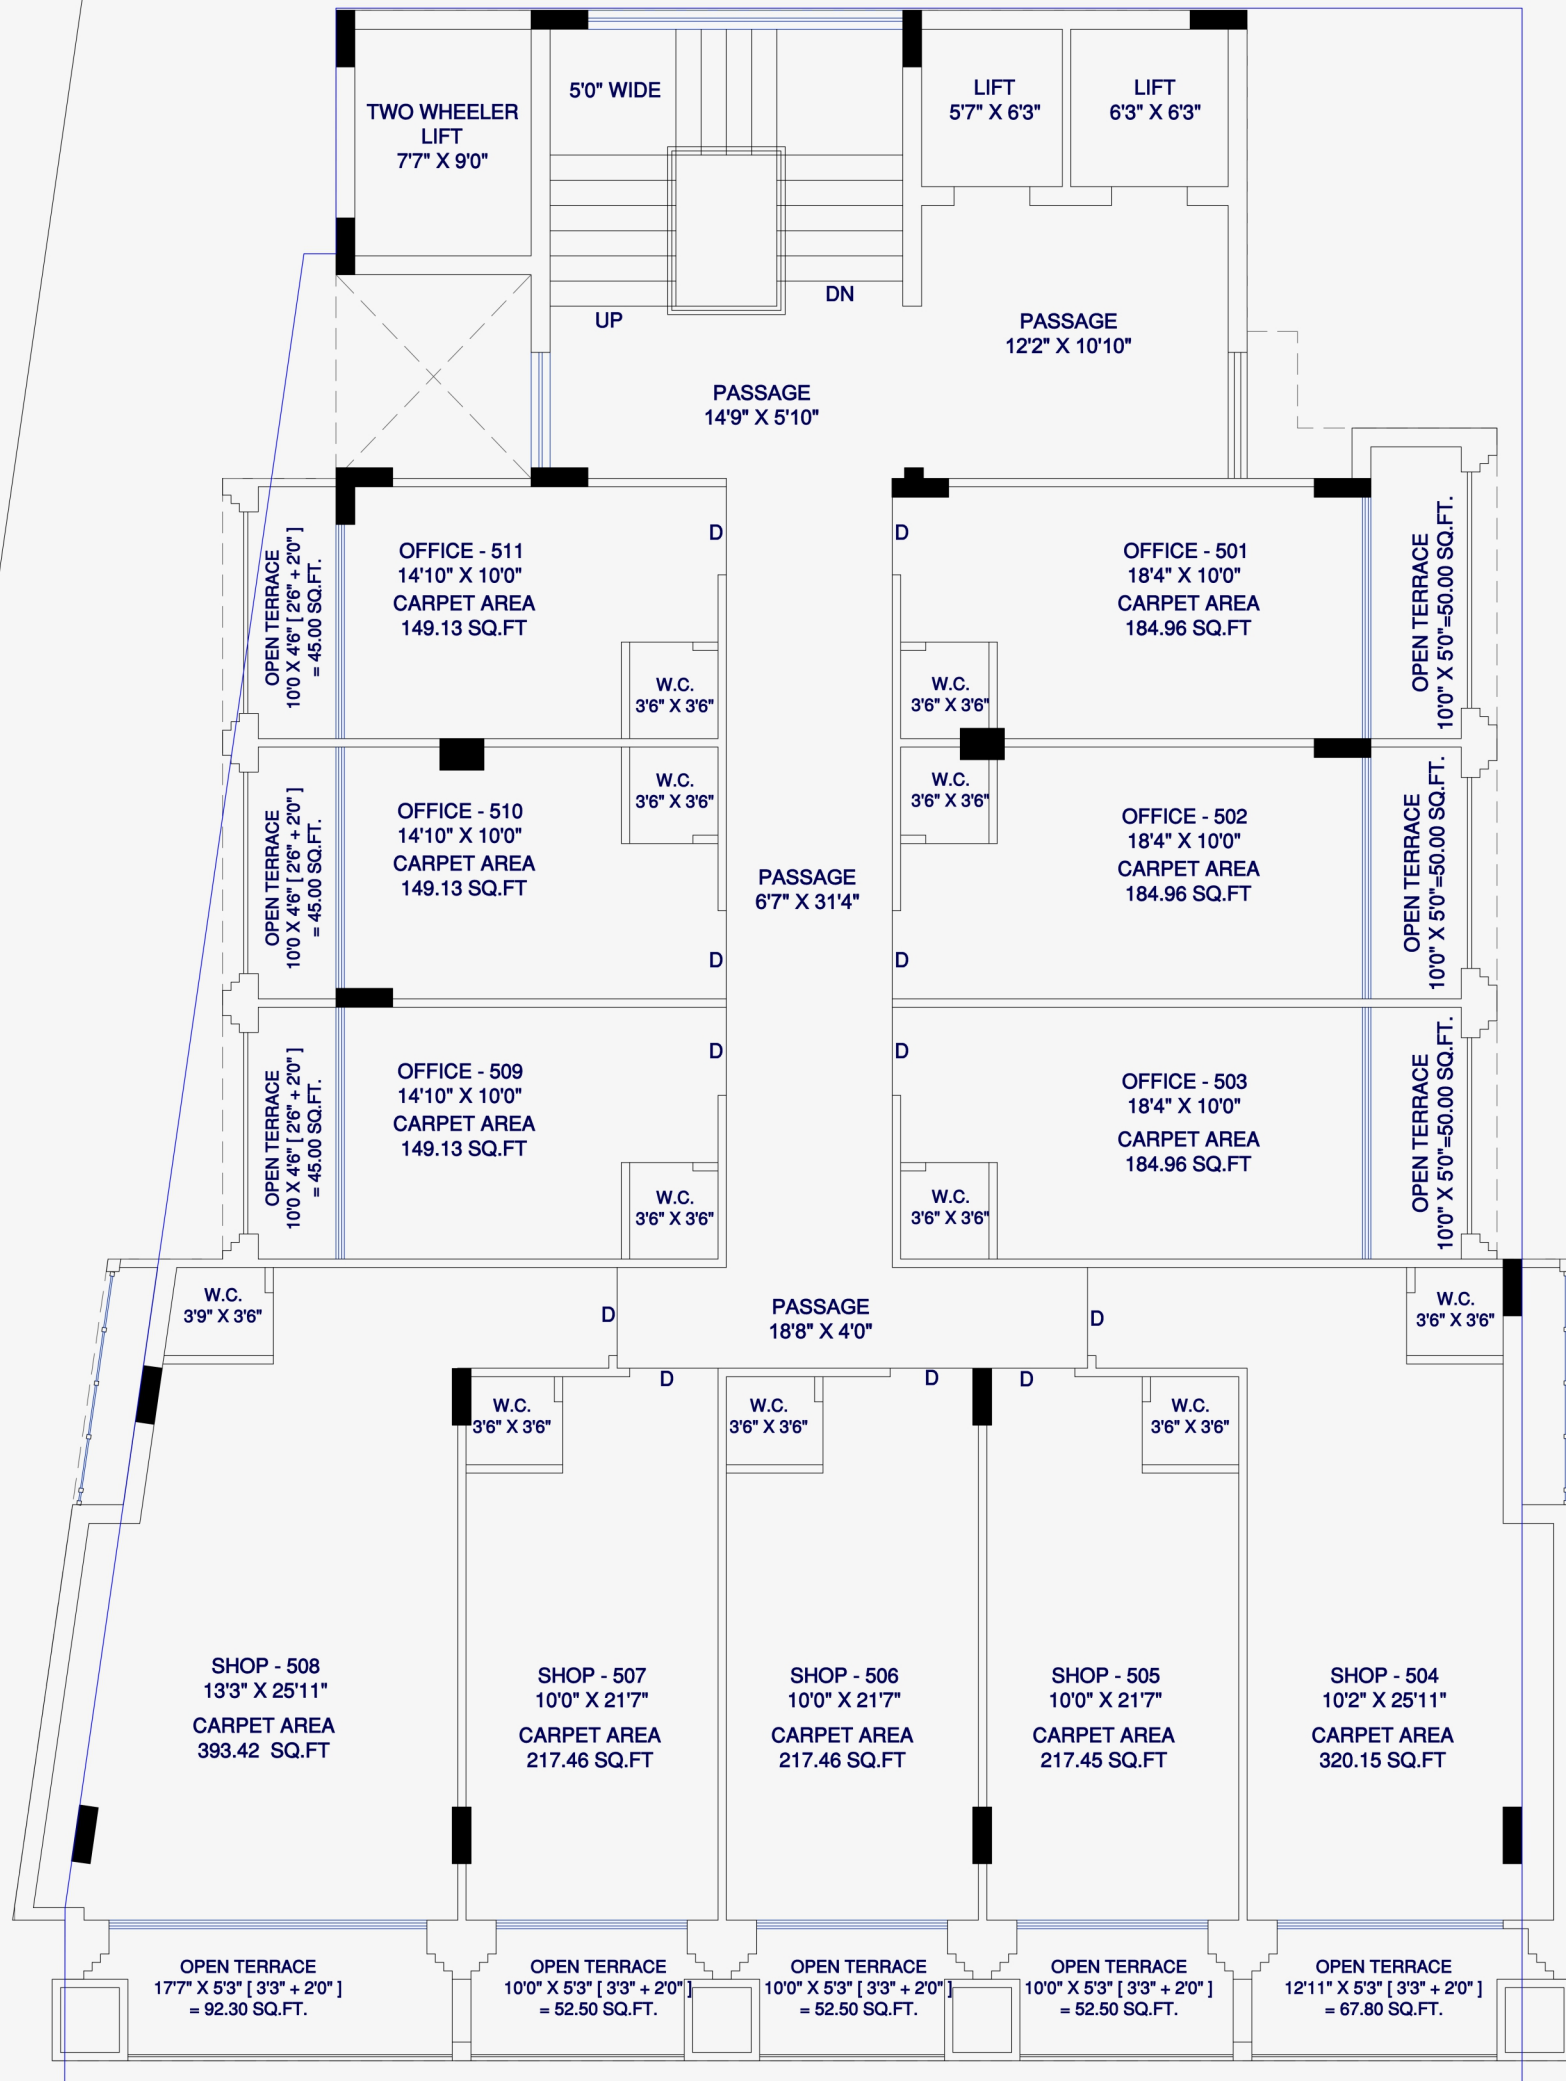 TWO WHEELER
LIFT
7'7" X 9'0"
5'0" WIDE
LIFT
5'7" X 6'3"
LIFT
6'3" X 6'3"
UP
DN
PASSAGE
12'2" X 10'10"
PASSAGE
14'9" X 5'10"
OPEN TERRACE
10'0 X 4'6" [ 2'6" + 2'0" ]
= 45.00 SQ.FT.
OFFICE - 511
14'10" X 10'0"
CARPET AREA
149.13 SQ.FT
D
W.C.
3'6" X 3'6"
D
OFFICE - 501
18'4" X 10'0"
CARPET AREA
184.96 SQ.FT
W.C.
3'6" X 3'6"
OPEN TERRACE
10'0" X 5'0"=50.00 SQ.FT.
OPEN TERRACE
10'0 X 4'6" [ 2'6" + 2'0" ]
= 45.00 SQ.FT.
OFFICE - 510
14'10" X 10'0"
CARPET AREA
149.13 SQ.FT
W.C.
3'6" X 3'6"
D
PASSAGE
6'7" X 31'4"
W.C.
3'6" X 3'6"
D
OFFICE - 502
18'4" X 10'0"
CARPET AREA
184.96 SQ.FT
OPEN TERRACE
10'0" X 5'0"=50.00 SQ.FT.
OPEN TERRACE
10'0 X 4'6" [ 2'6" + 2'0" ]
= 45.00 SQ.FT.
OFFICE - 509
14'10" X 10'0"
CARPET AREA
149.13 SQ.FT
D
W.C.
3'6" X 3'6"
D
W.C.
3'6" X 3'6"
OFFICE - 503
18'4" X 10'0"
CARPET AREA
184.96 SQ.FT
OPEN TERRACE
10'0" X 5'0"=50.00 SQ.FT.
W.C.
3'9" X 3'6"
D
PASSAGE
18'8" X 4'0"
D
W.C.
3'6" X 3'6"
D
D
D
W.C.
3'6" X 3'6"
W.C.
3'6" X 3'6"
W.C.
3'6" X 3'6"
SHOP - 508
13'3" X 25'11"
CARPET AREA
393.42 SQ.FT
SHOP - 507
10'0" X 21'7"
CARPET AREA
217.46 SQ.FT
SHOP - 506
10'0" X 21'7"
CARPET AREA
217.46 SQ.FT
SHOP - 505
10'0" X 21'7"
CARPET AREA
217.45 SQ.FT
SHOP - 504
10'2" X 25'11"
CARPET AREA
320.15 SQ.FT
OPEN TERRACE
17'7" X 5'3" [ 3'3" + 2'0" ]
= 92.30 SQ.FT.
OPEN TERRACE
10'0" X 5'3" [ 3'3" + 2'0" ]
= 52.50 SQ.FT.
OPEN TERRACE
10'0" X 5'3" [ 3'3" + 2'0" ]
= 52.50 SQ.FT.
OPEN TERRACE
10'0" X 5'3" [ 3'3" + 2'0" ]
= 52.50 SQ.FT.
OPEN TERRACE
12'11" X 5'3" [ 3'3" + 2'0" ]
= 67.80 SQ.FT.